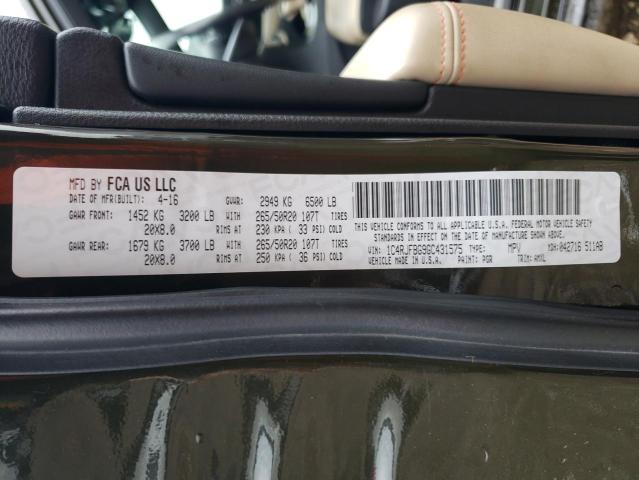 MFD BY FCA US LLC
DATE OF MFR(BUILT): 4-16 GVWR: 2949 KG 6500 LB
GAWR FRONT: 1452 KG 3200 LB WITH 265/50R20 107T TIRES
20X8.0 RIMS AT 230 KPA ( 33 PSI) COLD
GAWR REAR: 1679 KG 3700 LB WITH 265/50R20 107T TIRES
20X8.0 RIMS AT 250 KPA ( 36 PSI) COLD
THIS VEHICLE CONFORMS TO ALL APPLICABLE U.S.A. FEDERAL MOTOR VEHICLE SAFETY
STANDARDS IN EFFECT ON THE DATE OF MANUFACTURE SHOWN ABOVE.
VIN: 1C4RJFBG9GC431575 TYPE: MPV MDH:042716 511AB
VEHICLE MADE IN U.S.A. PAINT: PGR TRIM: AMXL